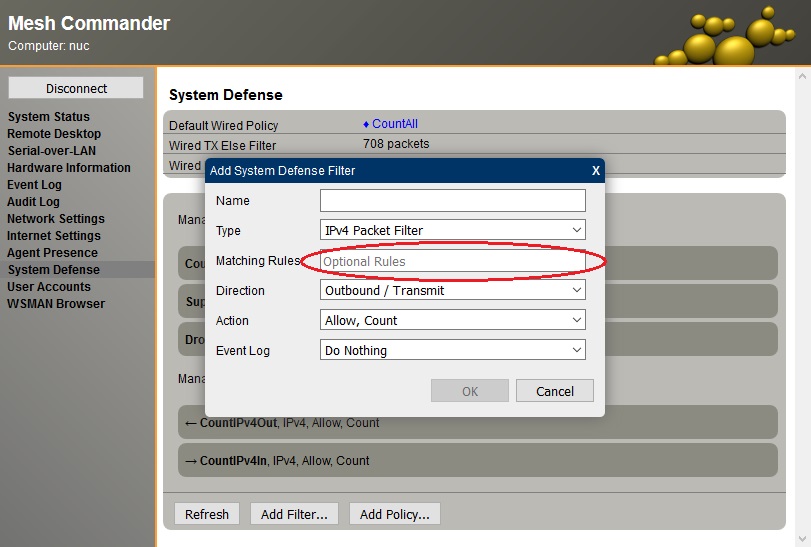 Mesh Commander
Computer: nuc
Disconnect
System Status
Remote Desktop
Serial-over-LAN
Hardware Information
Event Log
Audit Log
Network Settings
Internet Settings
Agent Presence
System Defense
User Accounts
WSMAN Browser
System Defense
Default Wired Policy ♦ CountAll
Wired TX Else Filter 708 packets
Wired
Add System Defense Filter X
Name
Type IPv4 Packet Filter
Matching Rules Optional Rules
Direction Outbound / Transmit
Action Allow, Count
Event Log Do Nothing
OK Cancel
Mana
Cou
Sup
Dro
Mana
← CountIPv4Out, IPv4, Allow, Count
→ CountIPv4In, IPv4, Allow, Count
Refresh Add Filter... Add Policy...